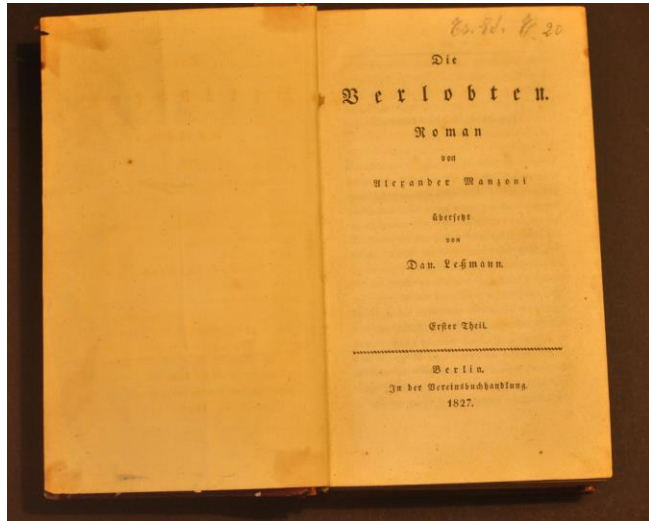 Die
Verlobten.
Roman
von
Alexander Manzoni
übersetzt
von
Dan. Leßmann.
Erster Theil.
Berlin.
In der Vereinsbuchhandlung.
1827.